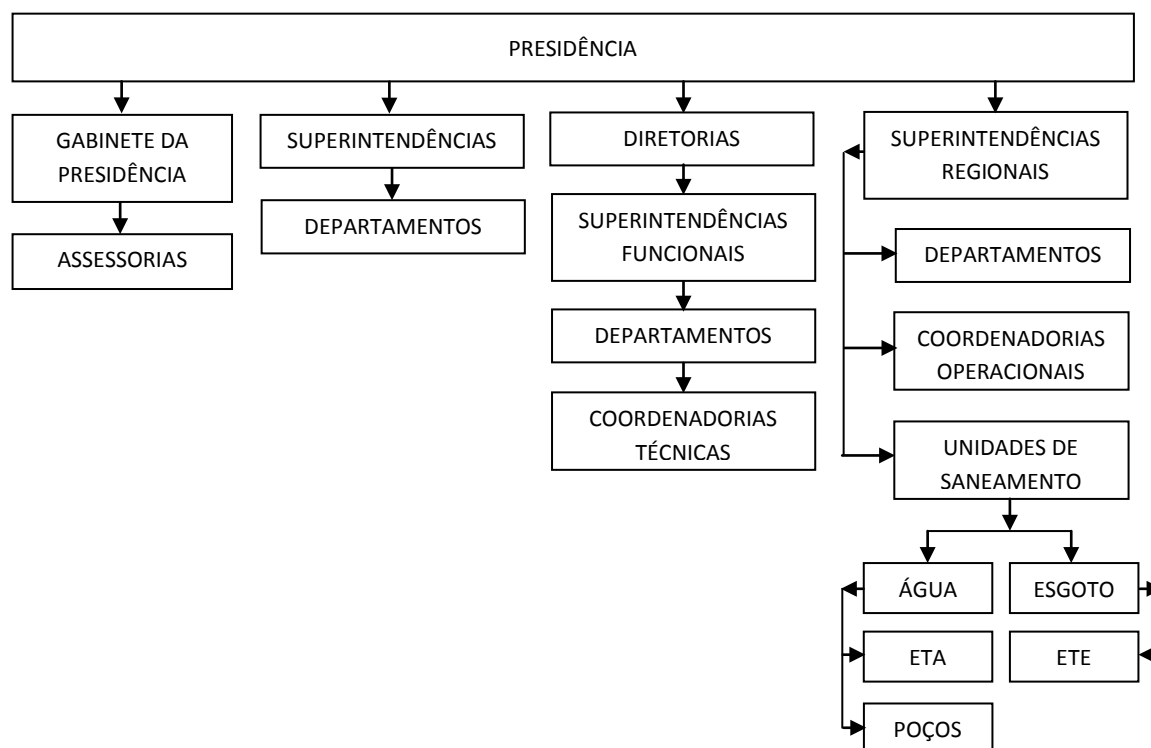 PRESIDÊNCIA
GABINETE DA
PRESIDÊNCIA
ASSESSORIAS
SUPERINTENDÊNCIAS
DEPARTAMENTOS
DIRETORIAS
SUPERINTENDÊNCIAS
FUNCIONAIS
DEPARTAMENTOS
COORDENADORIAS
TÉCNICAS
SUPERINTENDÊNCIAS
REGIONAIS
DEPARTAMENTOS
COORDENADORIAS
OPERACIONAIS
UNIDADES DE
SANEAMENTO
ÁGUA
ESGOTO
ETA
ETE
POÇOS